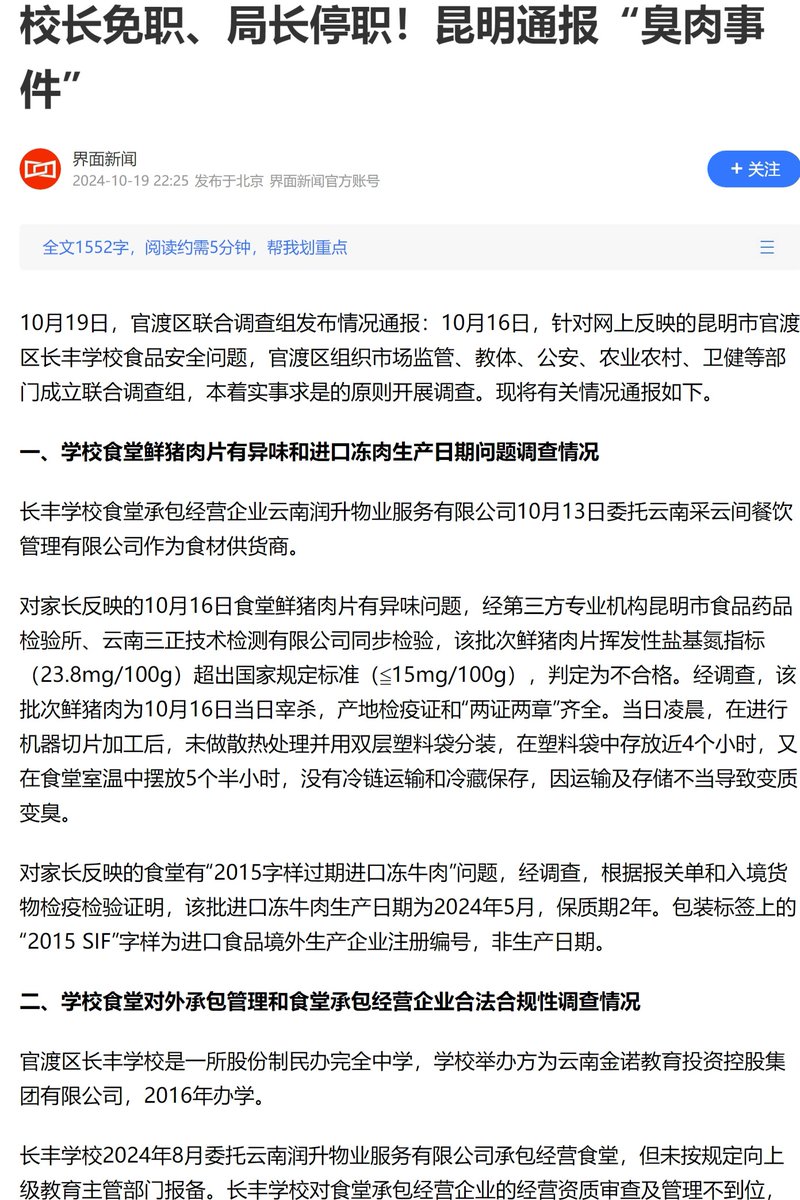 校长免职、局长停职！昆明通报“臭肉事
件”
界面新闻
2024-10-19 22:25 发布于北京 界面新闻官方账号
+ 关注
全文1552字，阅读约需5分钟，帮我划重点
10月19日，官渡区联合调查组发布情况通报：10月16日，针对网上反映的昆明市官渡
区长丰学校食品安全问题，官渡区组织市场监管、教体、公安、农业农村、卫健等部
门成立联合调查组，本着实事求是的原则开展调查。现将有关情况通报如下。
一、学校食堂鲜猪肉片有异味和进口冻肉生产日期问题调查情况
长丰学校食堂承包经营企业云南润升物业服务有限公司10月13日委托云南采云间餐饮
管理有限公司作为食材供货商。
对家长反映的10月16日食堂鲜猪肉片有异味问题，经第三方专业机构昆明市食品药品
检验所、云南三正技术检测有限公司同步检验，该批次鲜猪肉片挥发性盐基氮指标
（23.8mg/100g）超出国家规定标准（≦15mg/100g），判定为不合格。经调查，该
批次鲜猪肉为10月16日当日宰杀，产地检疫证和“两证两章”齐全。当日凌晨，在进行
机器切片加工后，未做散热处理并用双层塑料袋分装，在塑料袋中存放近4个小时，又
在食堂室温中摆放5个半小时，没有冷链运输和冷藏保存，因运输及存储不当导致变质
变臭。
对家长反映的食堂有“2015字样过期进口冻牛肉”问题，经调查，根据报关单和入境货
物检疫检验证明，该批进口冻牛肉生产日期为2024年5月，保质期2年。包装标签上的
“2015 SIF”字样为进口食品境外生产企业注册编号，非生产日期。
二、学校食堂对外承包管理和食堂承包经营企业合法合规性调查情况
官渡区长丰学校是一所股份制民办完全中学，学校举办方为云南金诺教育投资控股集
团有限公司，2016年办学。
长丰学校2024年8月委托云南润升物业服务有限公司承包经营食堂，但未按规定向上
级教育主管部门报备。长丰学校对食堂承包经营企业的经营资质审查及管理不到位，